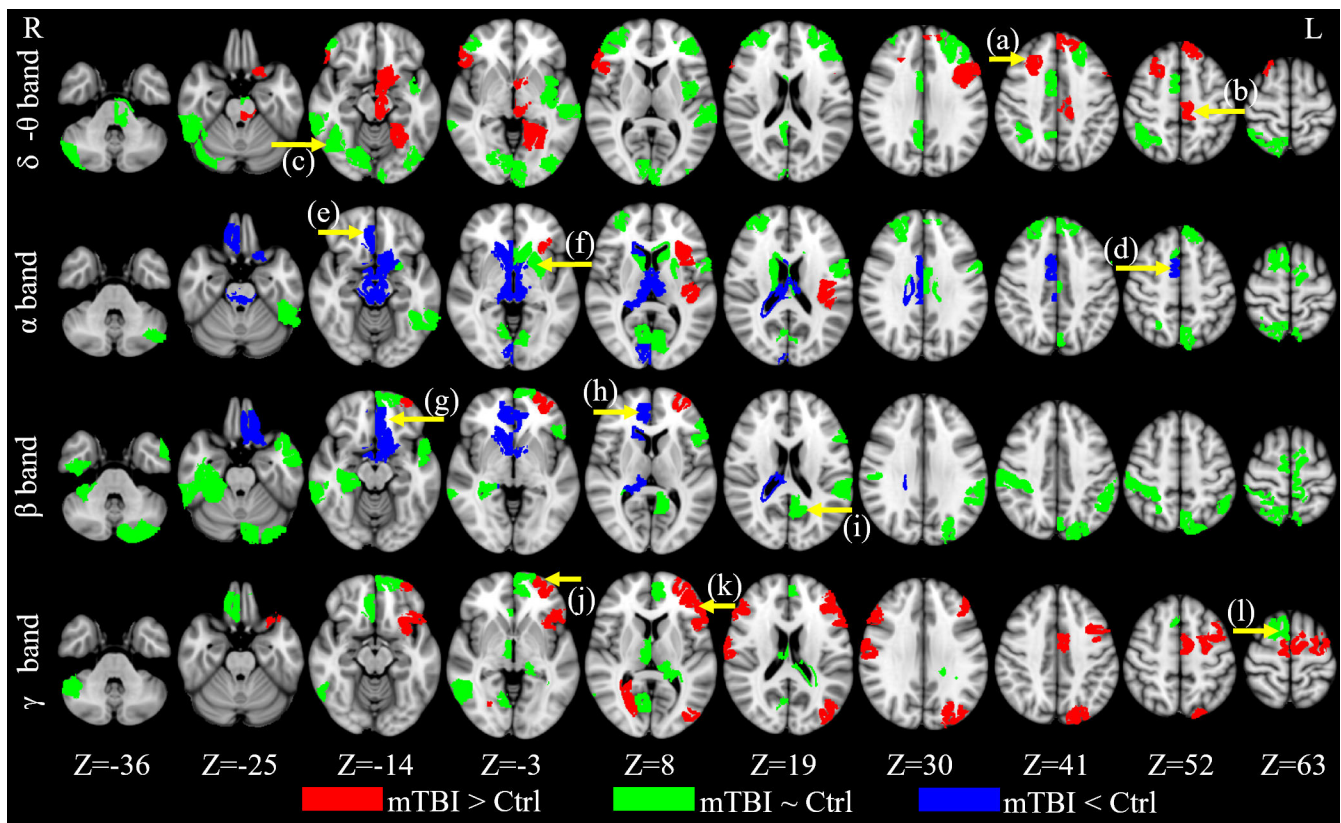 R L
δ -θ band
(a)
(b)
(c)
α band
(d)
(e)
(f)
β band
(g)
(h)
(i)
γ band
(j)
(k)
(l)
Z=-36 Z=-25 Z=-14 Z=-3 Z=8 Z=19 Z=30 Z=41 Z=52 Z=63
mTBI > Ctrl mTBI ~ Ctrl mTBI < Ctrl